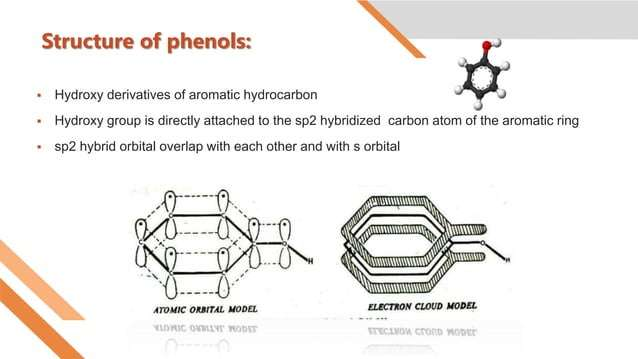 Structure of phenols:
Hydroxy derivatives of aromatic hydrocarbon
Hydroxy group is directly attached to the sp2 hybridized carbon atom of the aromatic ring
sp2 hybrid orbital overlap with each other and with s orbital
H
H
ATOMIC ORBITAL MODEL
ELECTRON CLOUD MODEL